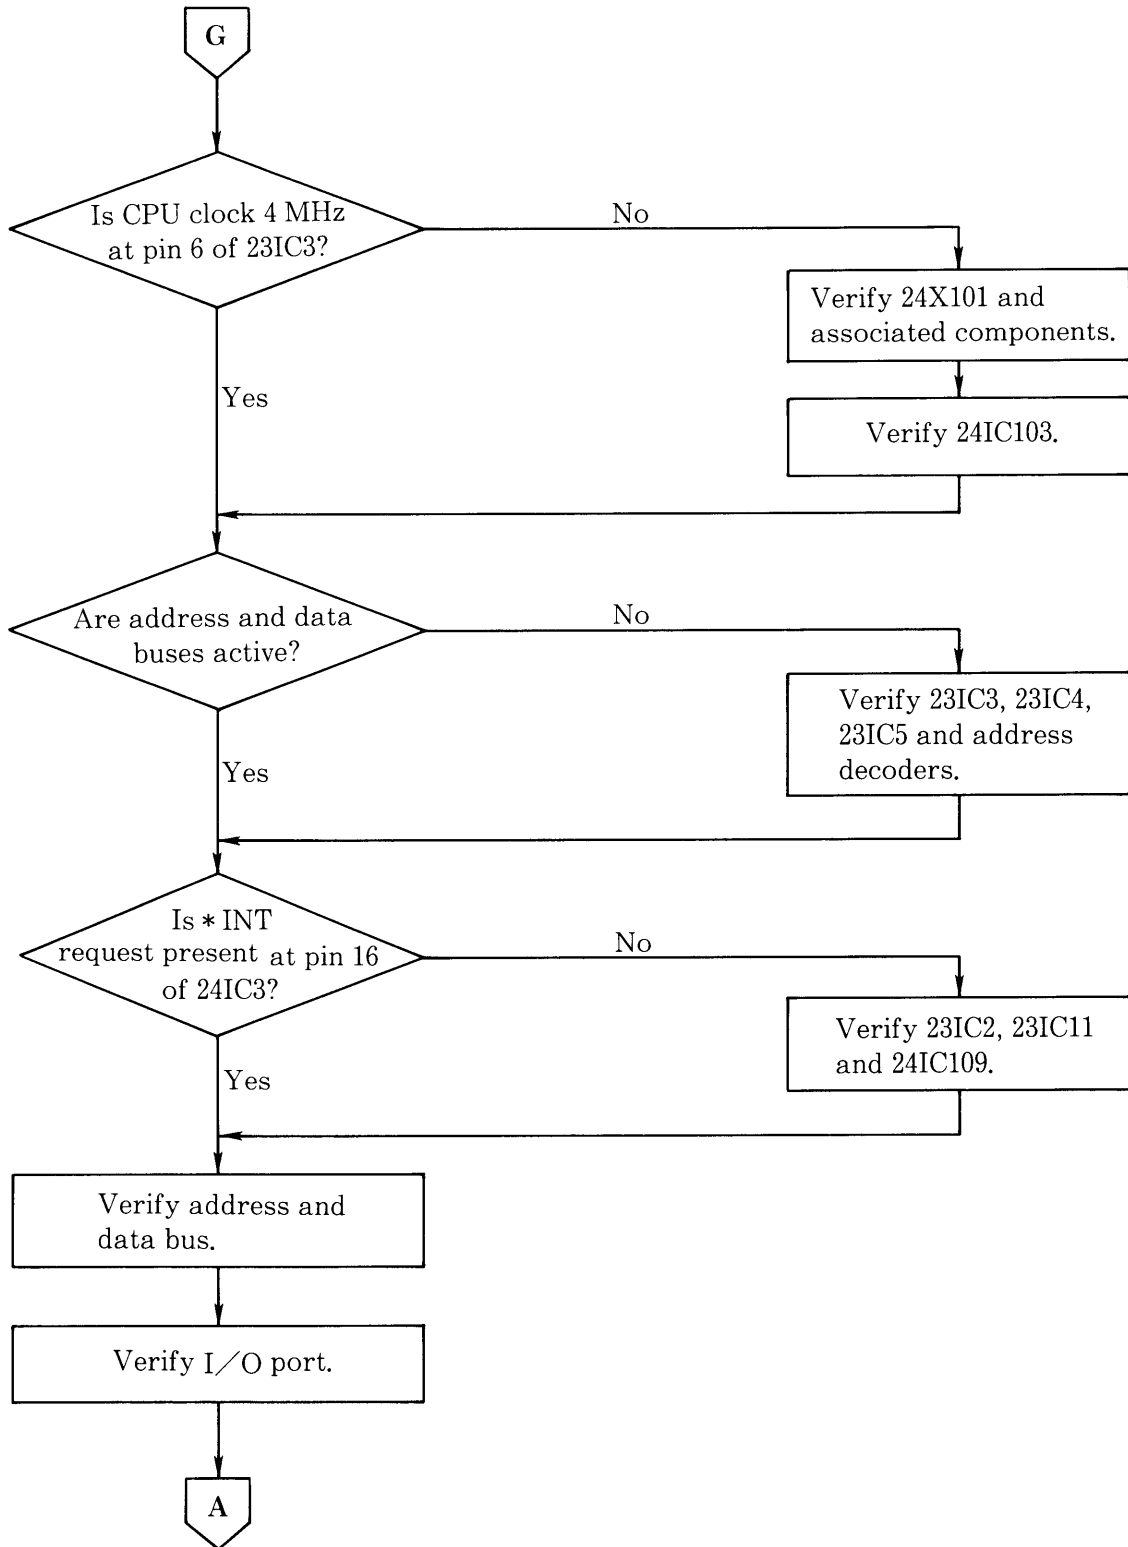 G
Is CPU clock 4 MHz
at pin 6 of 23IC3?
No
Verify 24X101 and
associated components.
Yes
Verify 24IC103.
Are address and data
buses active?
No
Verify 23IC3, 23IC4,
23IC5 and address
decoders.
Yes
Is * INT
request present at pin 16
of 24IC3?
No
Verify 23IC2, 23IC11
and 24IC109.
Yes
Verify address and
data bus.
Verify I/O port.
A